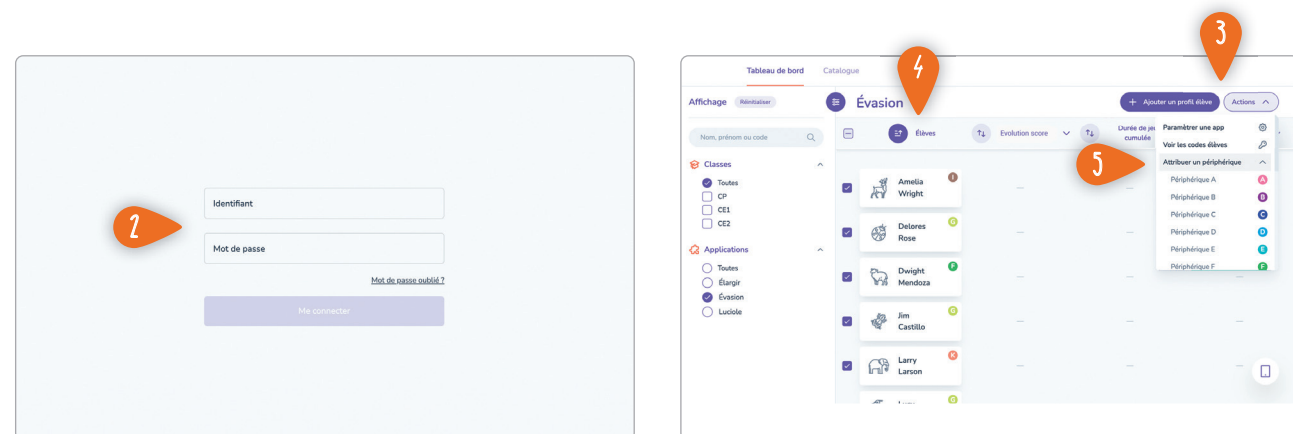 2
Identifiant
Mot de passe
Mot de passe oublié ?
Me connecter
3
4
5
Tableau de bord Catalogue
Affichage Réinitialiser
Nom, prénom ou code
Classes
Toutes
CP
CE1
CE2
Applications
Toutes
Élargir
Évasion
Luciole
Évasion
+ Ajouter un profil élève
Actions
Élèves
Evolution score
Durée de
cumulée
Amelia
Wright
I
Delores
Rose
G
Dwight
Mendoza
F
Jim
Castillo
G
Larry
Larson
K
G
Paramètrer une app
Voir les codes élèves
Attribuer un périphérique
Périphérique A A
Périphérique B B
Périphérique C C
Périphérique D D
Périphérique E E
Périphérique F F